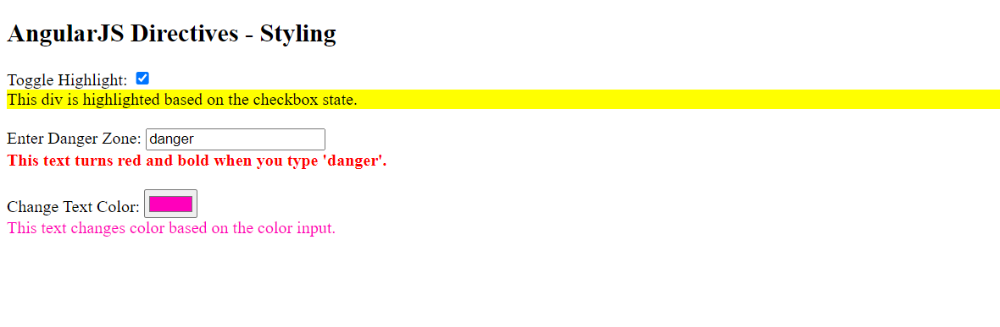 AngularJS Directives - Styling
Toggle Highlight:
This div is highlighted based on the checkbox state.
Enter Danger Zone: danger
This text turns red and bold when you type 'danger'.
Change Text Color:
This text changes color based on the color input.